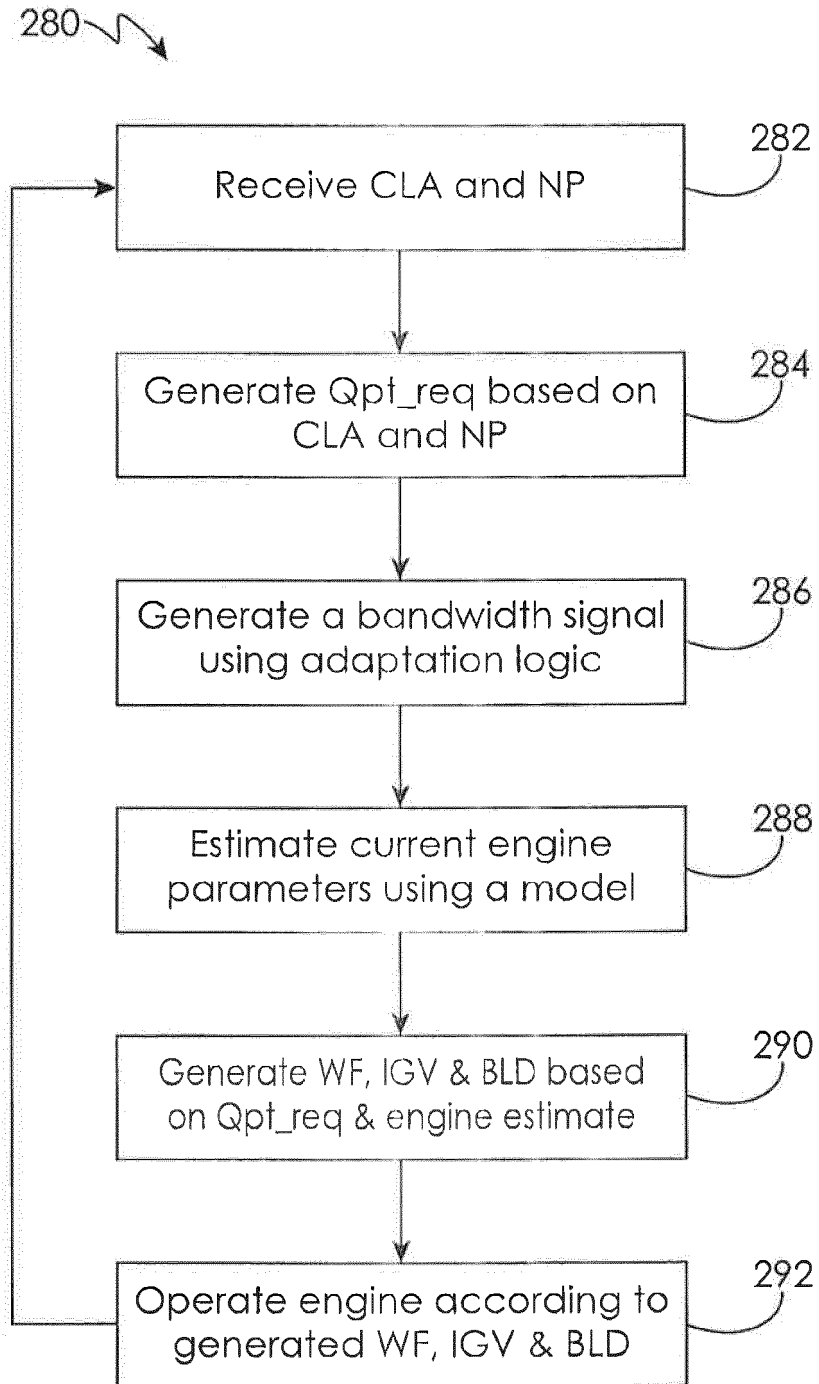 280
Receive CLA and NP
282
Generate Qpt_req based on
CLA and NP
284
Generate a bandwidth signal
using adaptation logic
286
Estimate current engine
parameters using a model
288
Generate WF, IGV & BLD based
on Qpt_req & engine estimate
290
Operate engine according to
generated WF, IGV & BLD
292